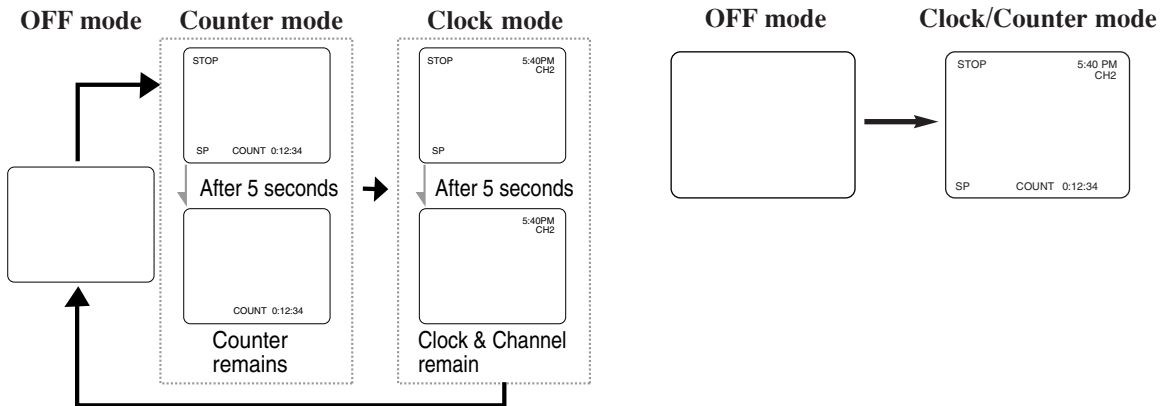 OFF mode
Counter mode
Clock mode
STOP
SP COUNT 0:12:34
After 5 seconds
COUNT 0:12:34
Counter
remains
STOP 5:40PM
CH2
SP
After 5 seconds
5:40PM
CH2
Clock & Channel
remain
OFF mode
Clock/Counter mode
STOP 5:40 PM
CH2
SP COUNT 0:12:34